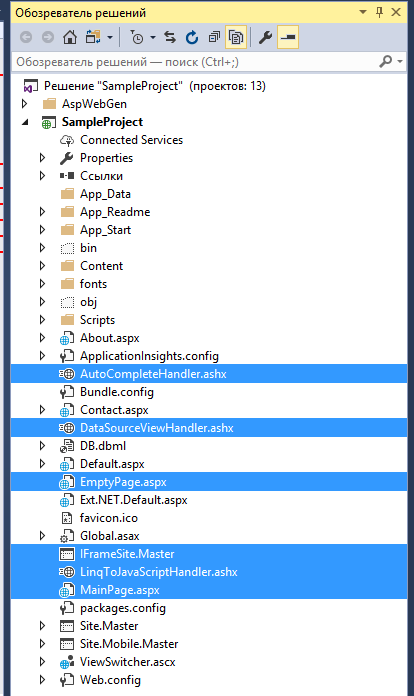 Обозреватель решений
Обозреватель решений — поиск (Ctrl+;)
Решение "SampleProject" (проектов: 13)
AspWebGen
SampleProject
Connected Services
Properties
Ссылки
App_Data
App_Readme
App_Start
bin
Content
fonts
obj
Scripts
About.aspx
ApplicationInsights.config
AutoCompleteHandler.ashx
Bundle.config
Contact.aspx
DataSourceViewHandler.ashx
DB.dbml
Default.aspx
EmptyPage.aspx
Ext.NET.Default.aspx
favicon.ico
Global.asax
IFrameSite.Master
LinqToJavaScriptHandler.ashx
MainPage.aspx
packages.config
Site.Master
Site.Mobile.Master
ViewSwitcher.ascx
Web.config